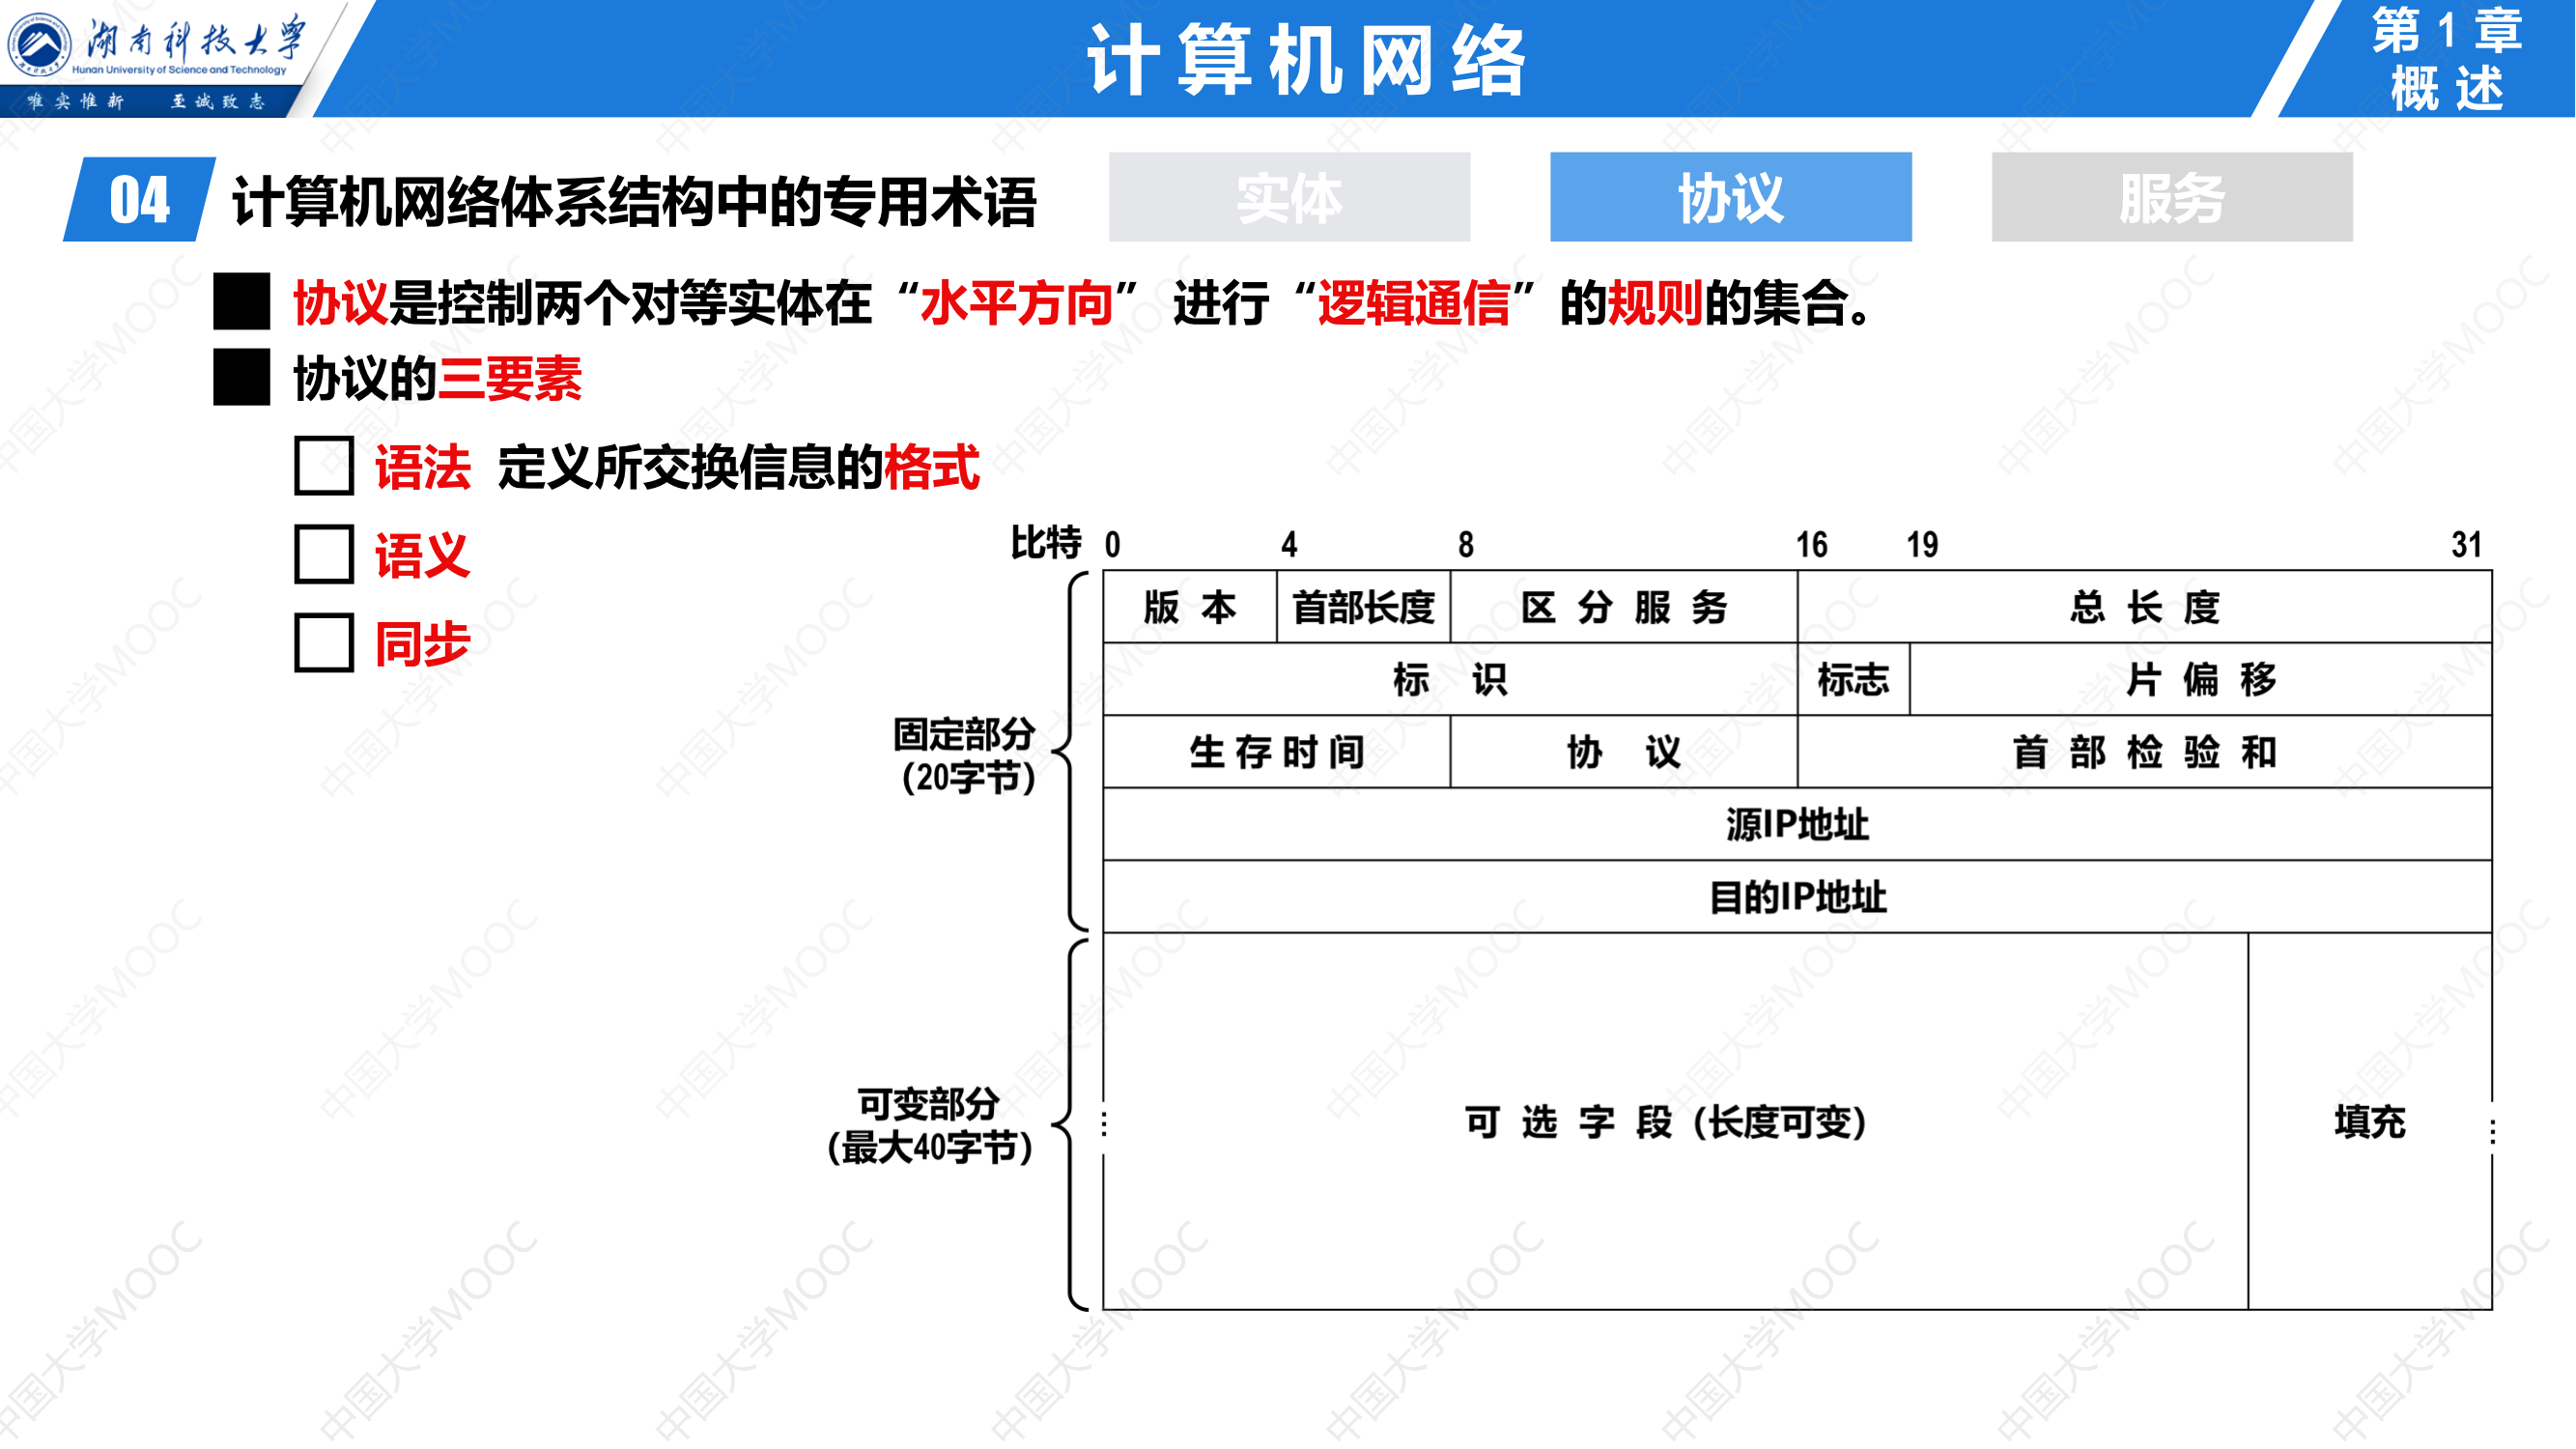 湖南科技大学
Hunan University of Science and Technology
唯实惟新 至诚致志
计算机网络
第1章
概述
04 计算机网络体系结构中的专用术语
实体 协议 服务
协议是控制两个对等实体在“水平方向” 进行“逻辑通信”的规则的集合。
协议的三要素
语法 定义所交换信息的格式
语义
同步
比特 0 4 8 16 19 31
版本 首部长度 区分服务 总长度
标识 标志 片偏移
固定部分
(20字节)
生存时间 协议 首部检验和
源IP地址
目的IP地址
可变部分
(最大40字节)
可选字段(长度可变) 填充
中国大学MOOC